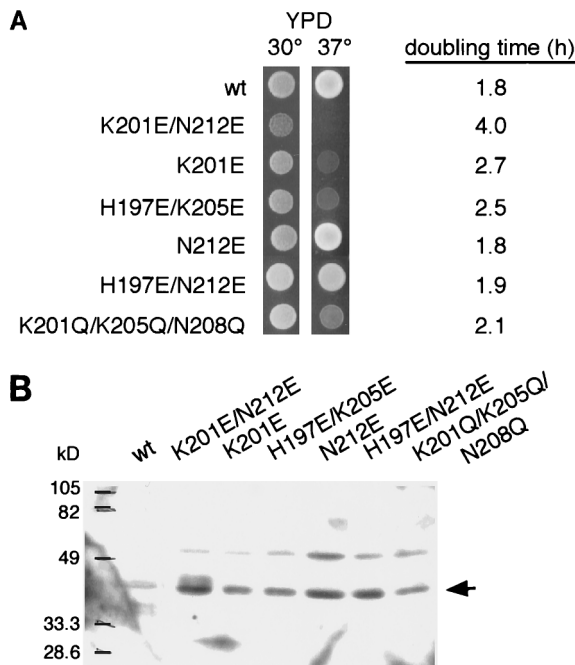 A
YPD
30° 37° doubling time (h)
wt 1.8
K201E/N212E 4.0
K201E 2.7
H197E/K205E 2.5
N212E 1.8
H197E/N212E 1.9
K201Q/K205Q/N208Q 2.1
B
kD
wt
K201E/N212E
K201E
H197E/K205E
N212E
H197E/N212E
K201Q/K205Q/
N208Q
105
82
49
33.3
28.6